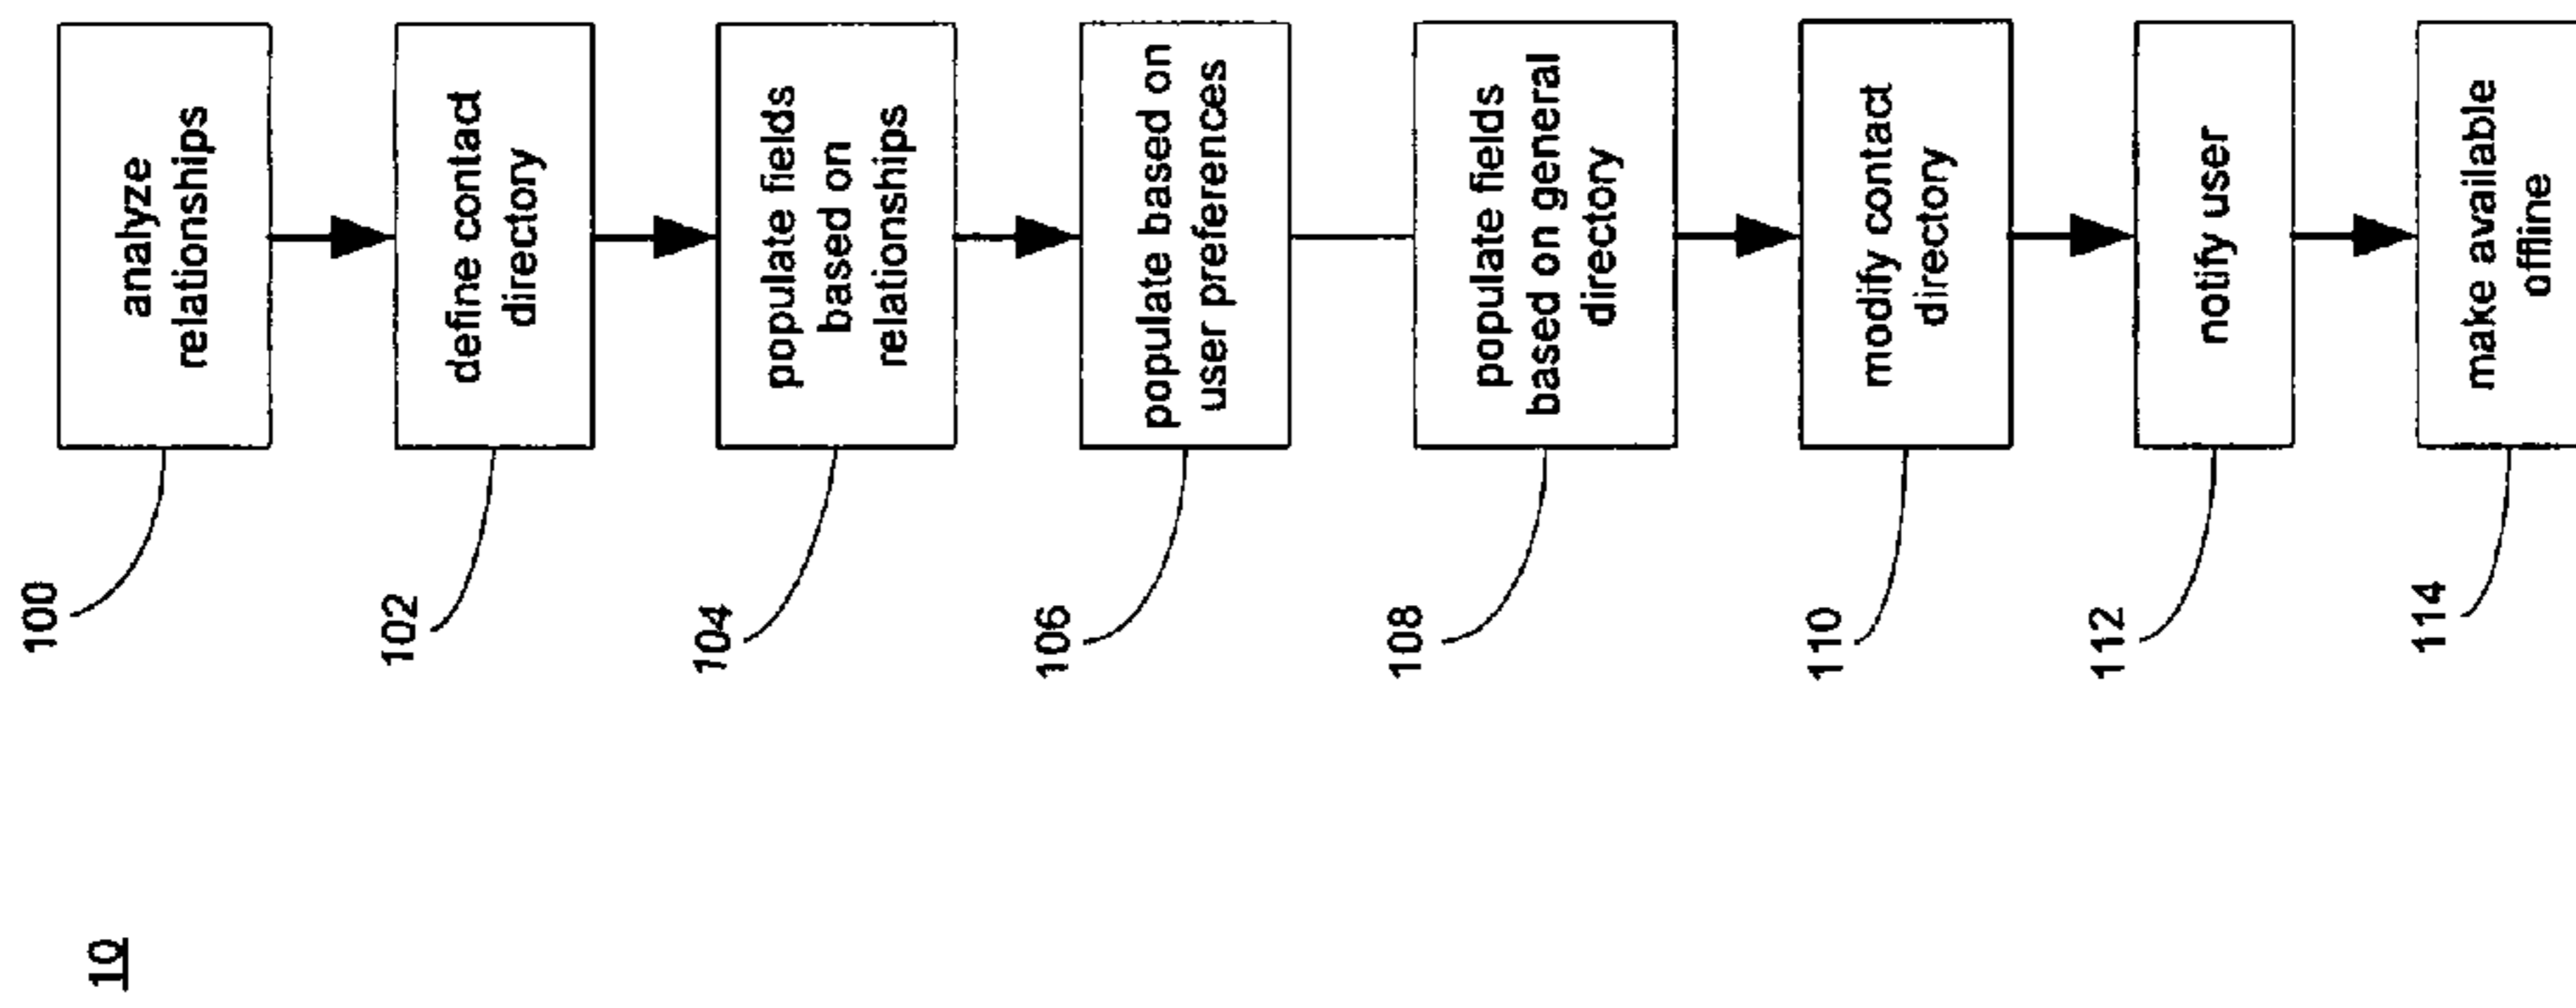 10
100
analyze
relationships
102
define contact
directory
104
populate fields
based on
relationships
106
populate based on
user preferences
108
populate fields
based on general
directory
110
modify contact
directory
112
notify user
114
make available
offline